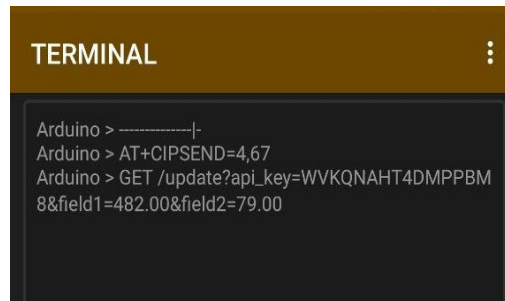 TERMINAL
Arduino > --------------|-
Arduino > AT+CIPSEND=4,67
Arduino > GET /update?api_key=WVKQNAHT4DMPPBM
8&field1=482.00&field2=79.00